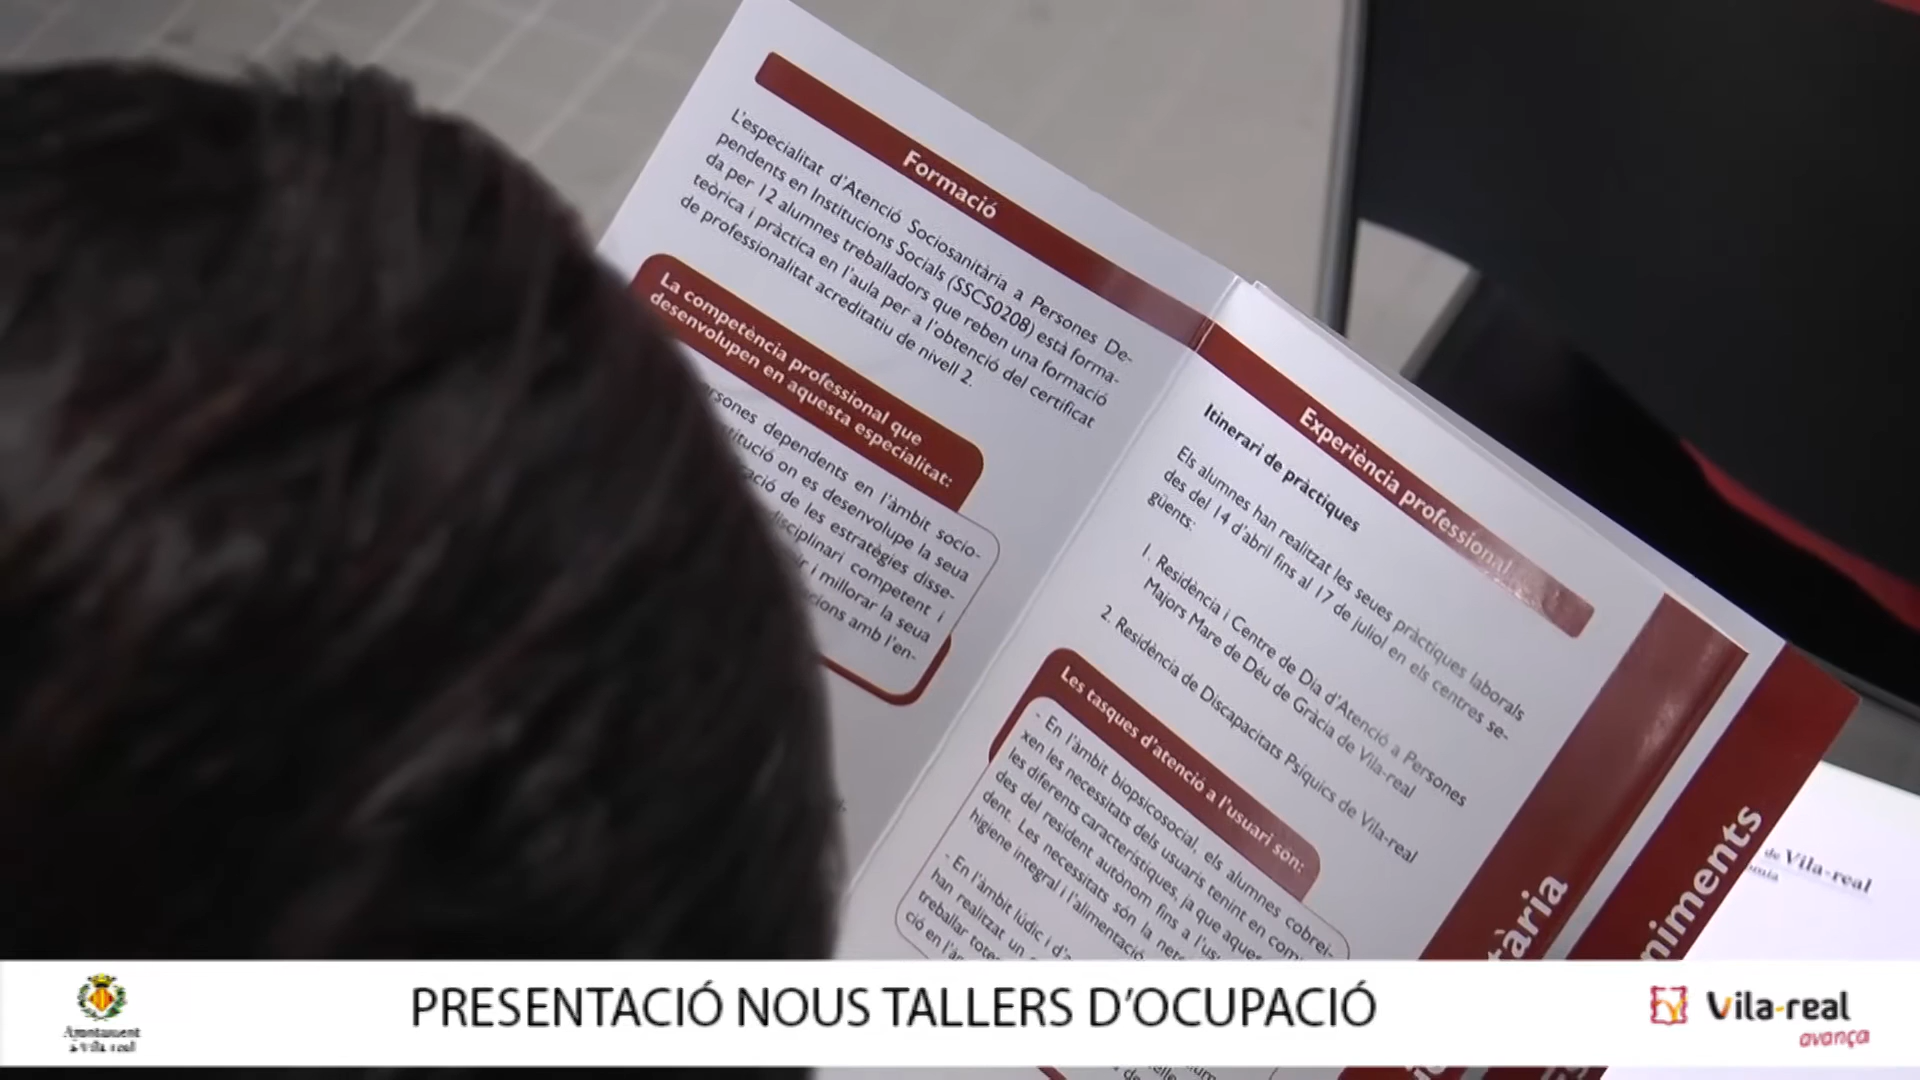 Formació
L'especialitat d'Atenció Sociosanitària a Persones De-
pendents en Institucions Socials (SSCS0208) està forma-
da per 12 alumnes treballadors que reben una formació
teòrica i pràctica en l'aula per a l'obtenció del certificat
de professionalitat acreditatiu de nivell 2.
La competència professional que
desenvolupen en aquesta especialitat:
dependents en l'àmbit socio-
on es desenvolupe la seua
de les estratègies disse-
competent i
i millorar la seua
amb l'en-
Experiència professional
Itinerari de pràctiques
Els alumnes han realitzat les seues pràctiques laborals
des del 14 d'abril fins al 17 de juliol en els centres se-
güents:
1. Residència i Centre de Dia d'Atenció a Persones
Majors Mare de Déu de Gràcia de Vila-real
2. Residència de Discapacitats Psíquics de Vila-real
Les tasques d'atenció a l'usuari són:
- En l'àmbit biopsicosocial, els alumnes cobrei-
xen les necessitats dels usuaris tenint en
les diferents característiques, ja que
des del resident autònom fins a
dent. Les necessitats són la
higiene integral i l'alimentació
- En l'àmbit lúdic i
han realitzat un
treballar
ció en
de Vila-real
PRESENTACIÓ NOUS TALLERS D'OCUPACIÓ
Ajuntament
Vila-real
Vila-real
avança